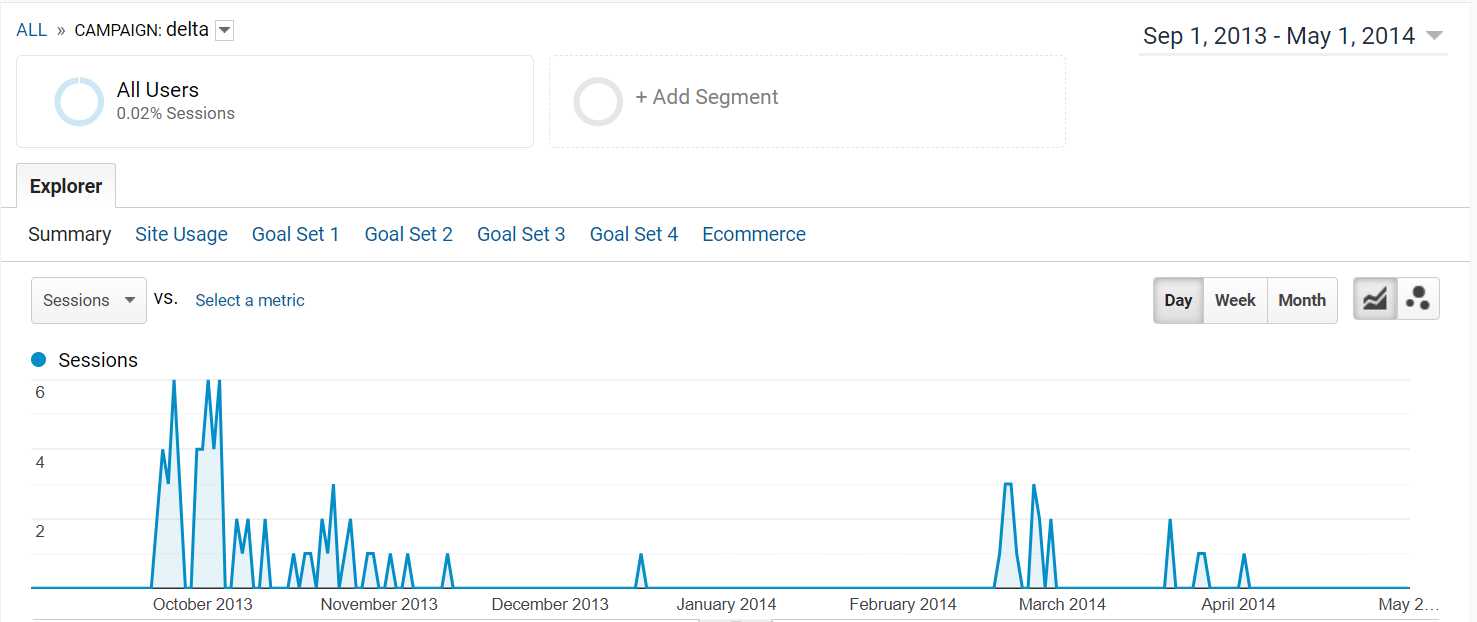 ALL » CAMPAIGN: delta
Sep 1, 2013 - May 1, 2014
All Users
0.02% Sessions
+ Add Segment
Explorer
Summary Site Usage Goal Set 1 Goal Set 2 Goal Set 3 Goal Set 4 Ecommerce
Sessions VS. Select a metric Day Week Month
Sessions
6
4
2
October 2013 November 2013 December 2013 January 2014 February 2014 March 2014 April 2014 May 2…